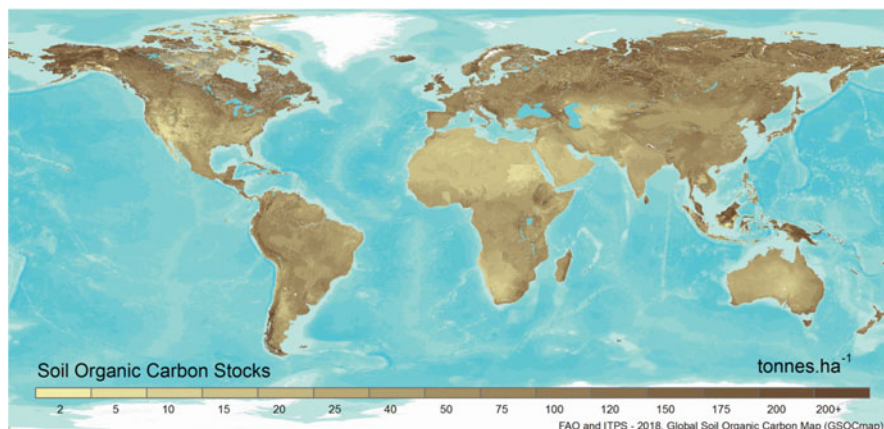 Soil Organic Carbon Stocks
tonnes.ha-1
2 5 10 15 20 25 40 50 75 100 120 150 175 200 200+
FAO and ITPS - 2018. Global Soil Organic Carbon Map (GSOCmap)